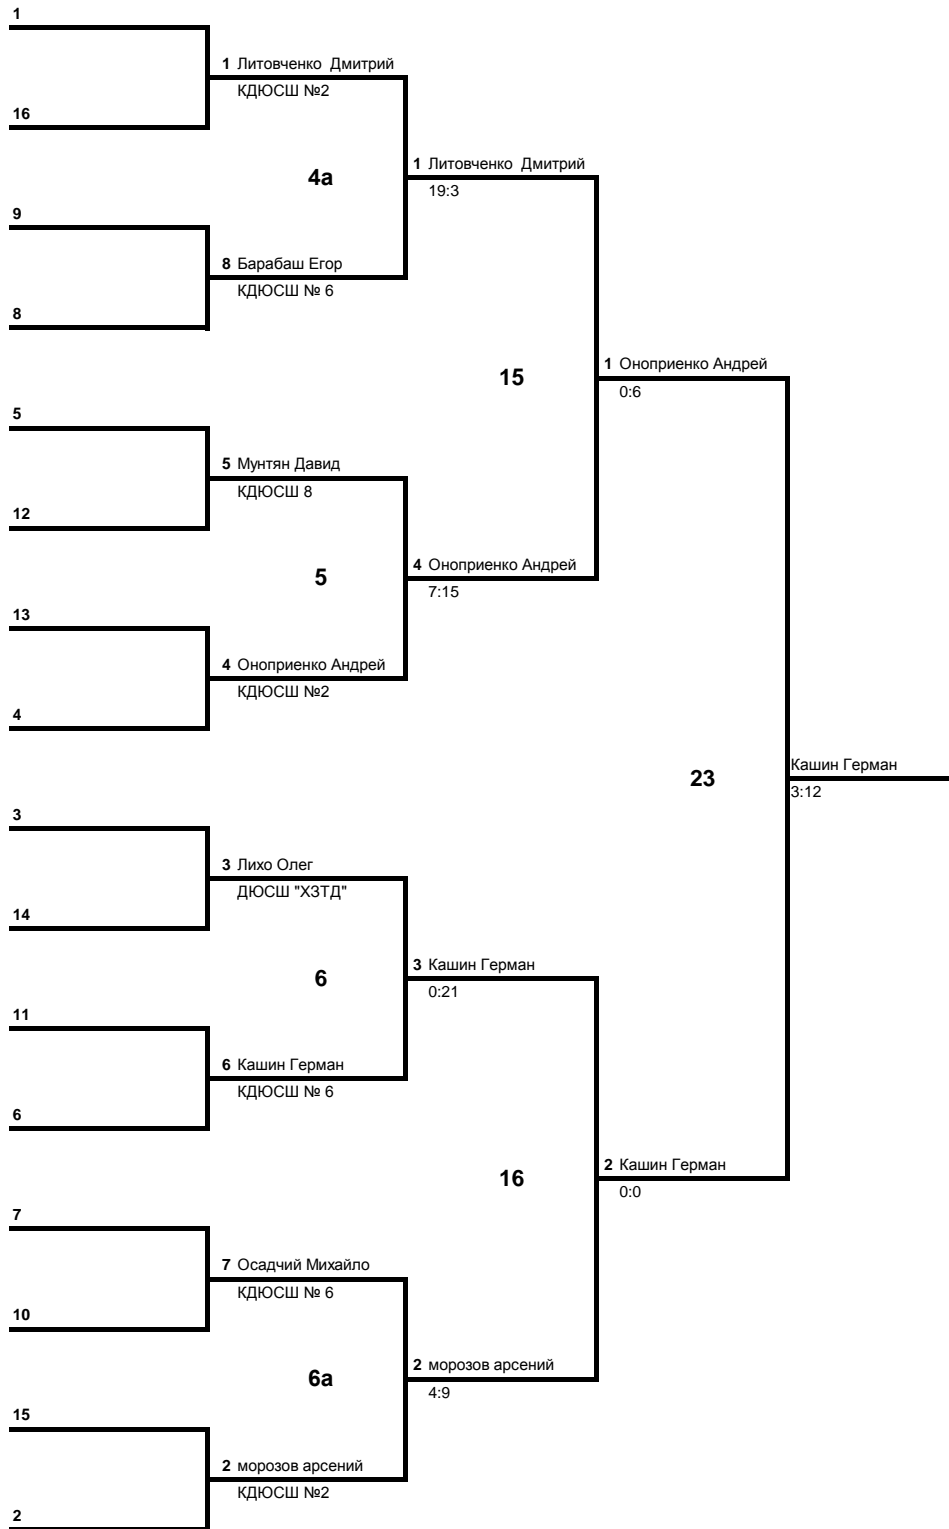 1
1 Литовченко Дмитрий
КДЮСШ №2
16
1 Литовченко Дмитрий
4а
19:3
9
8 Барабаш Егор
КДЮСШ № 6
8
1 Оноприенко Андрей
15
0:6
5
5 Мунтян Давид
КДЮСШ 8
12
4 Оноприенко Андрей
5
7:15
13
4 Оноприенко Андрей
КДЮСШ №2
4
Кашин Герман
23
3:12
3
3 Лихо Олег
ДЮСШ "ХЗТД"
14
3 Кашин Герман
6
0:21
11
6 Кашин Герман
КДЮСШ № 6
6
2 Кашин Герман
16
0:0
7
7 Осадчий Михайло
КДЮСШ № 6
10
2 морозов арсений
6а
4:9
15
2 морозов арсений
КДЮСШ №2
2